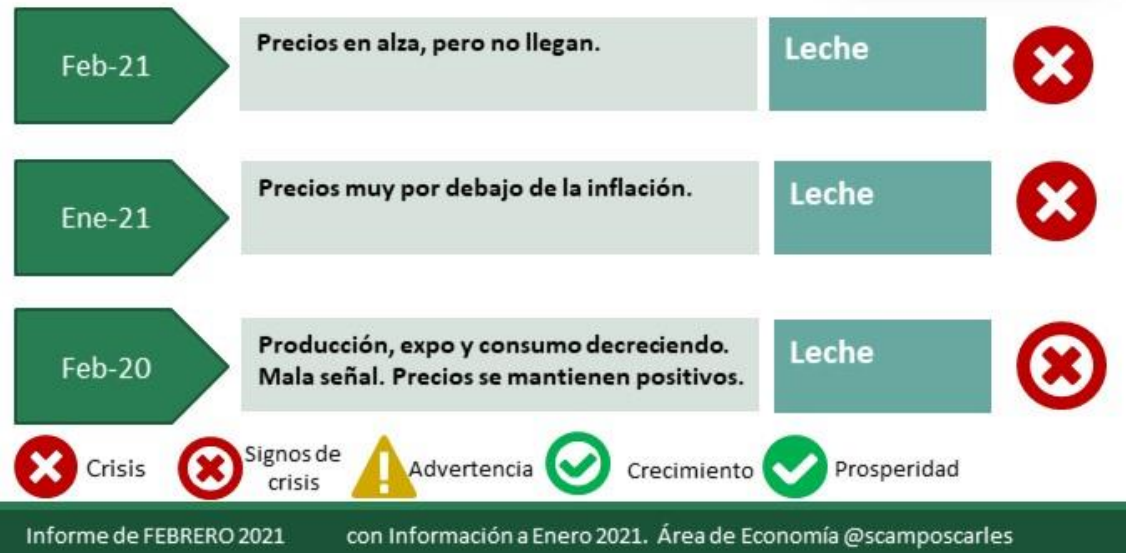 Feb-21
Precios en alza, pero no llegan.
Leche
Ene-21
Precios muy por debajo de la inflación.
Leche
Feb-20
Producción, expo y consumo decreciendo.
Mala señal. Precios se mantienen positivos.
Leche
Crisis
Signos de
crisis
Advertencia
Crecimiento
Prosperidad
Informe de FEBRERO 2021 con Información a Enero 2021. Área de Economía @scamposcarles